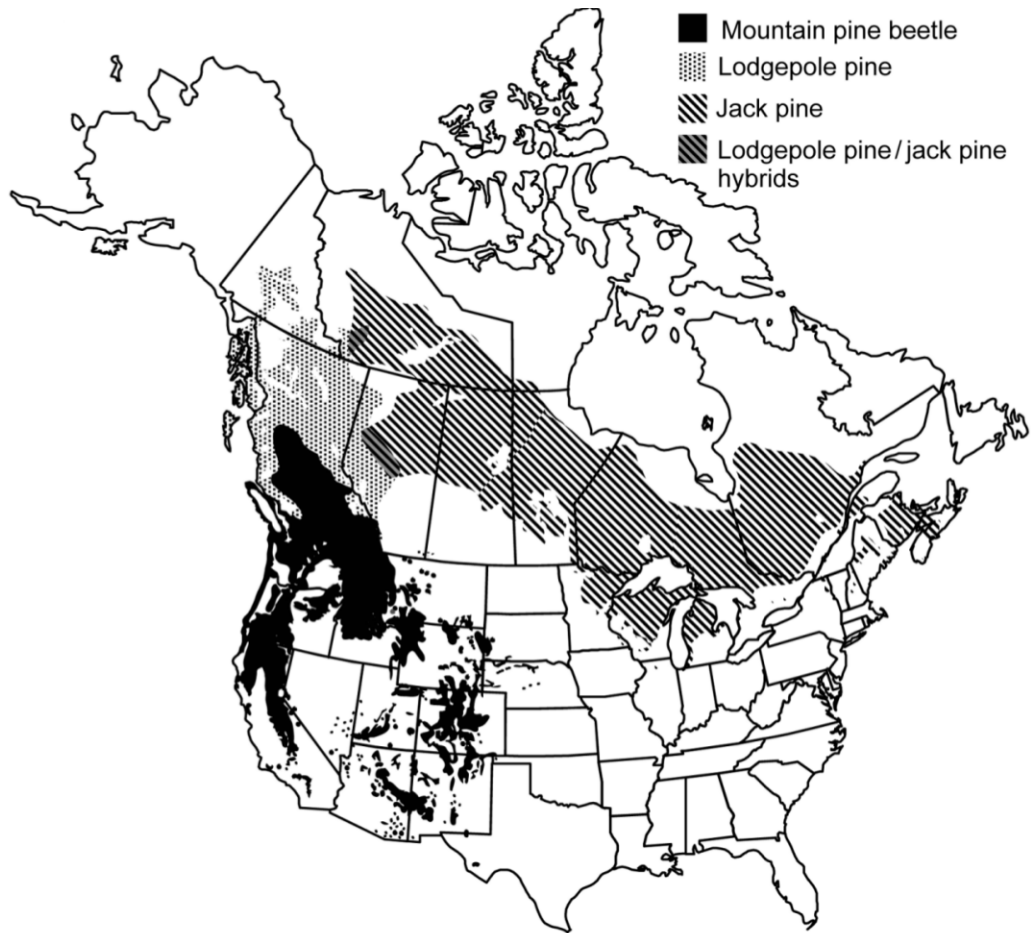 Mountain pine beetle
Lodgepole pine
Jack pine
Lodgepole pine/jack pine
hybrids